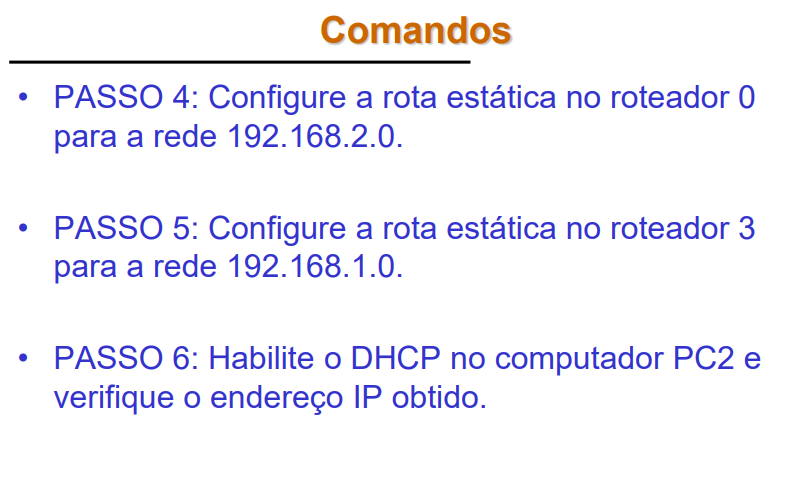 Comandos
• PASSO 4: Configure a rota estática no roteador 0
para a rede 192.168.2.0.
• PASSO 5: Configure a rota estática no roteador 3
para a rede 192.168.1.0.
• PASSO 6: Habilite o DHCP no computador PC2 e
verifique o endereço IP obtido.